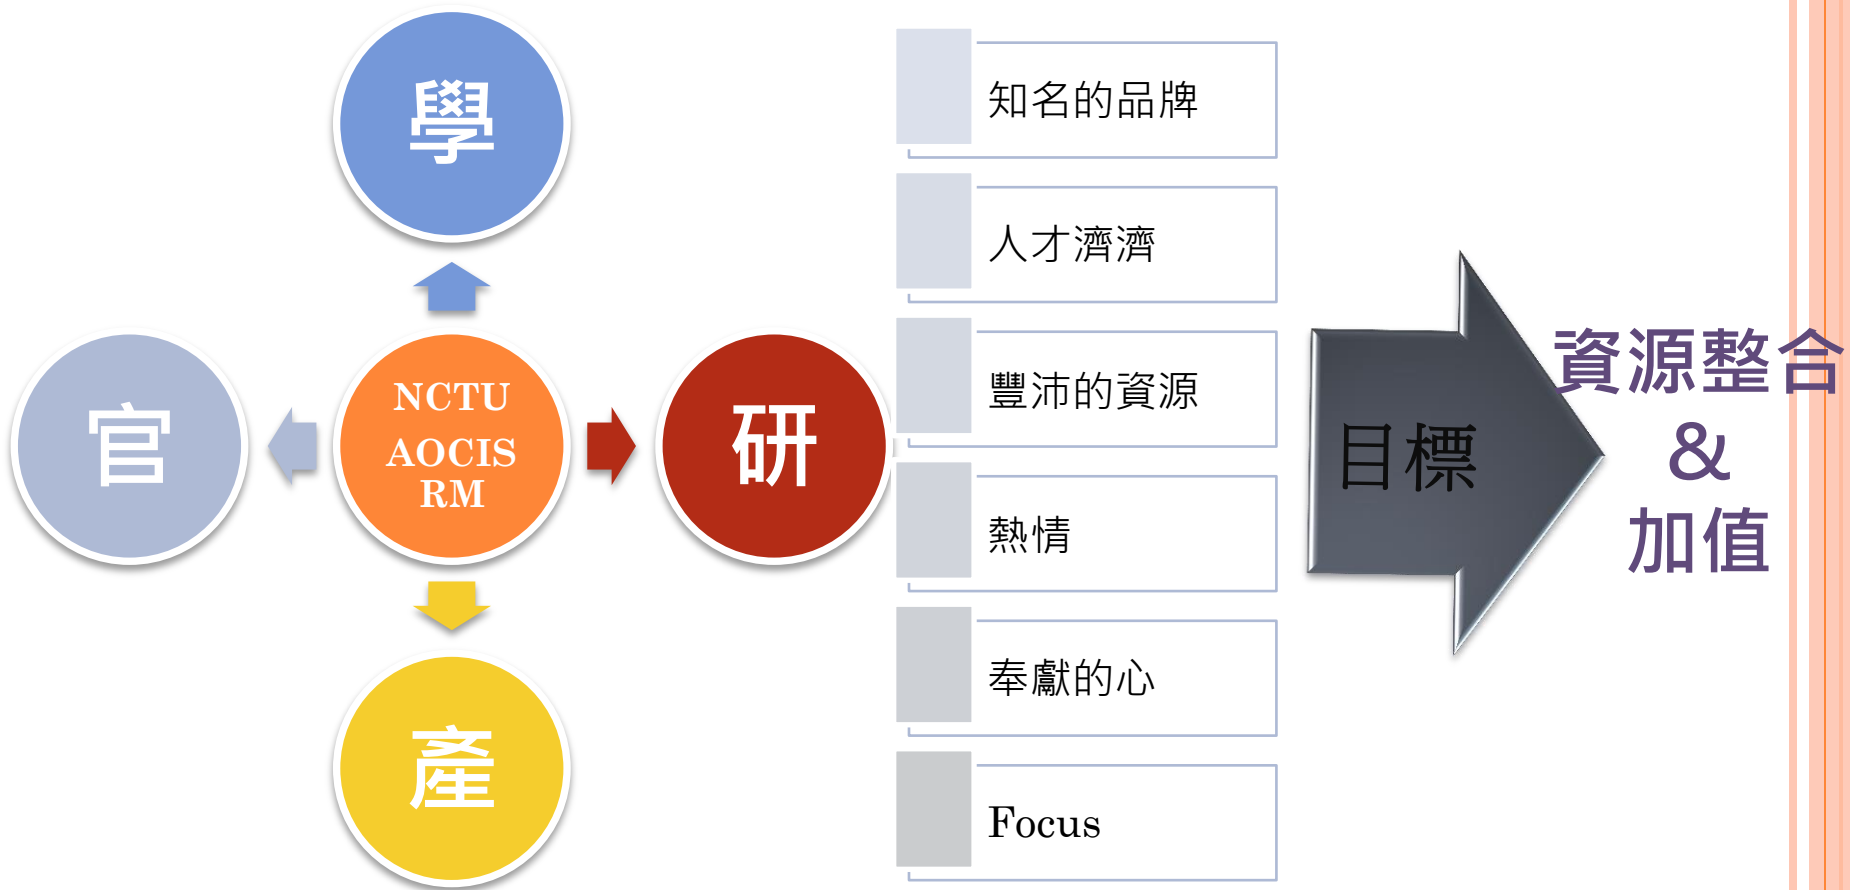 學
官
NCTU
AOCIS
RM
研
產
知名的品牌
人才濟濟
豐沛的資源
熱情
奉獻的心
Focus
目標
資源整合
&
加值